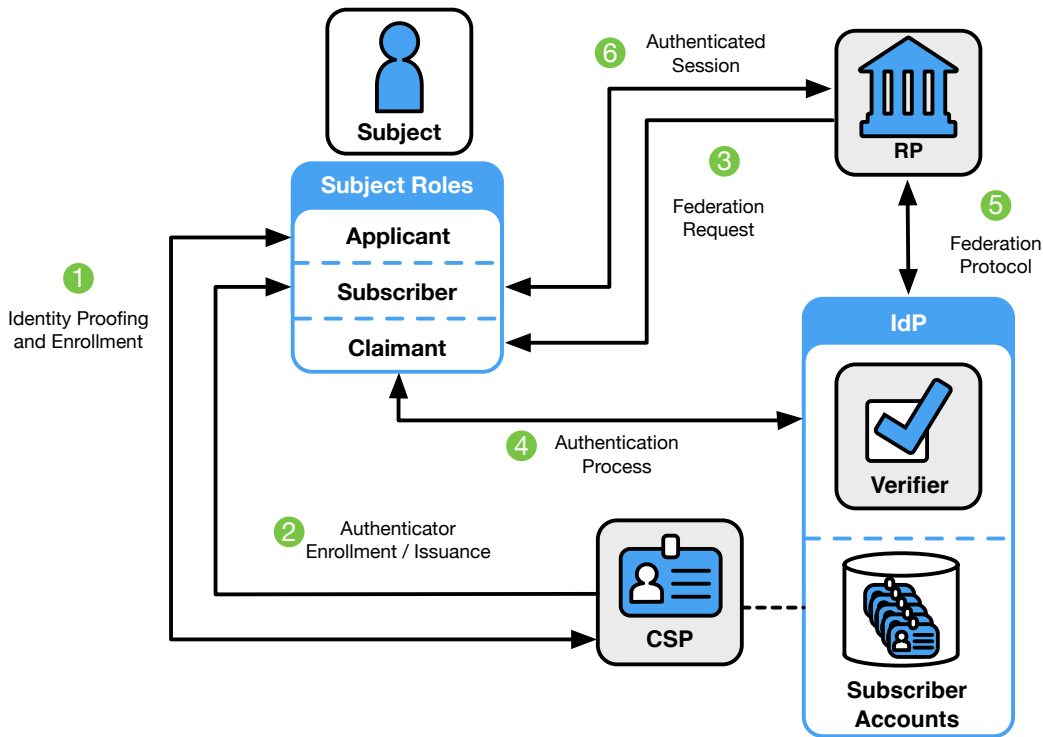 Subject
Subject Roles
Applicant
Subscriber
Claimant
1
Identity Proofing
and Enrollment
2
Authenticator
Enrollment / Issuance
3
Federation
Request
4
Authentication
Process
5
Federation
Protocol
6
Authenticated
Session
RP
IdP
Verifier
CSP
Subscriber
Accounts